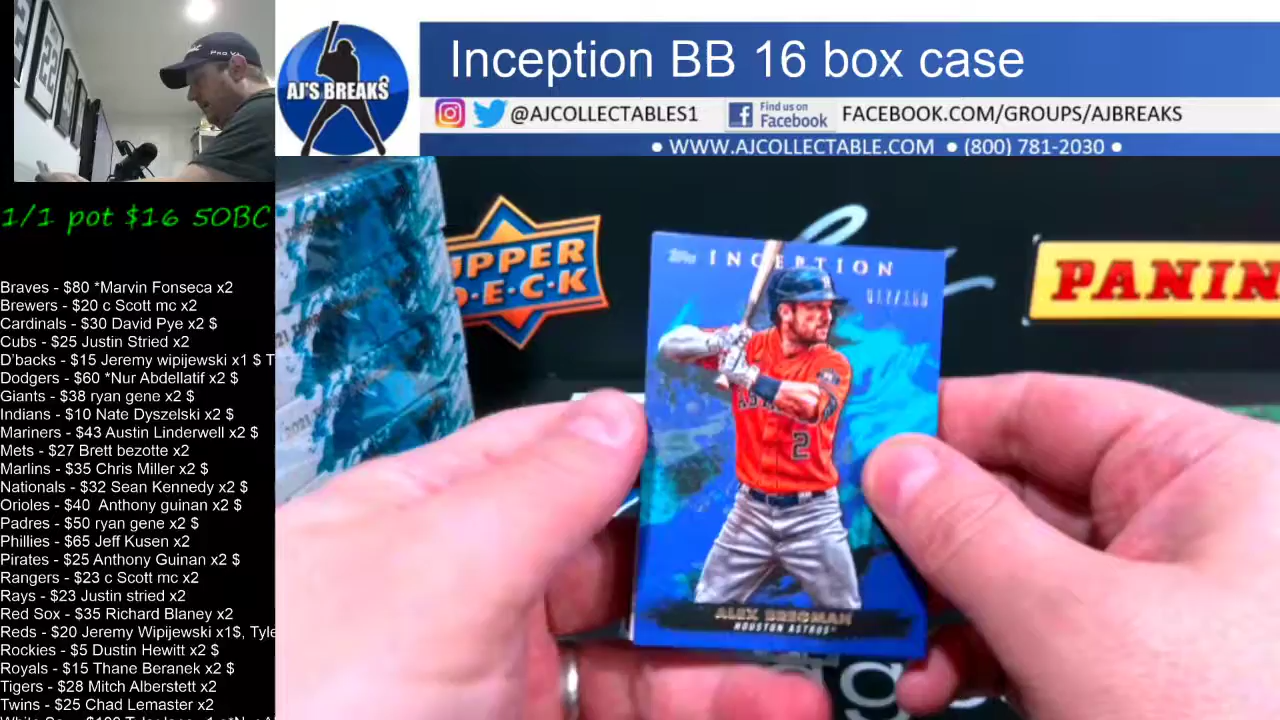 Inception BB 16 box case
AJ'S BREAKS
@AJCOLLECTABLES1
Find us on
Facebook
FACEBOOK.COM/GROUPS/AJBREAKS
• WWW.AJCOLLECTABLE.COM • (800) 781-2030 •
1/1 pot $16 SOBC
Braves - $80 *Marvin Fonseca x2
Brewers - $20 c Scott mc x2
Cardinals - $30 David Pye x2 $
Cubs - $25 Justin Stried x2
D'backs - $15 Jeremy wipijewski x1 $ T
Dodgers - $60 *Nur Abdellatif x2 $
Giants - $38 ryan gene x2 $
Indians - $10 Nate Dyszelski x2 $
Mariners - $43 Austin Linderwell x2 $
Mets - $27 Brett bezotte x2
Marlins - $35 Chris Miller x2 $
Nationals - $32 Sean Kennedy x2 $
Orioles - $40 Anthony guinan x2 $
Padres - $50 ryan gene x2 $
Phillies - $65 Jeff Kusen x2
Pirates - $25 Anthony Guinan x2 $
Rangers - $23 c Scott mc x2
Rays - $23 Justin stried x2
Red Sox - $35 Richard Blaney x2
Reds - $20 Jeremy Wipijewski x1$, Tyle
Rockies - $5 Dustin Hewitt x2 $
Royals - $15 Thane Beranek x2 $
Tigers - $28 Mitch Alberstett x2
Twins - $25 Chad Lemaster x2
UPPER
DECK
PANIN
Topps INCEPTION
2
ALEX BREGMAN
HOUSTON ASTROS